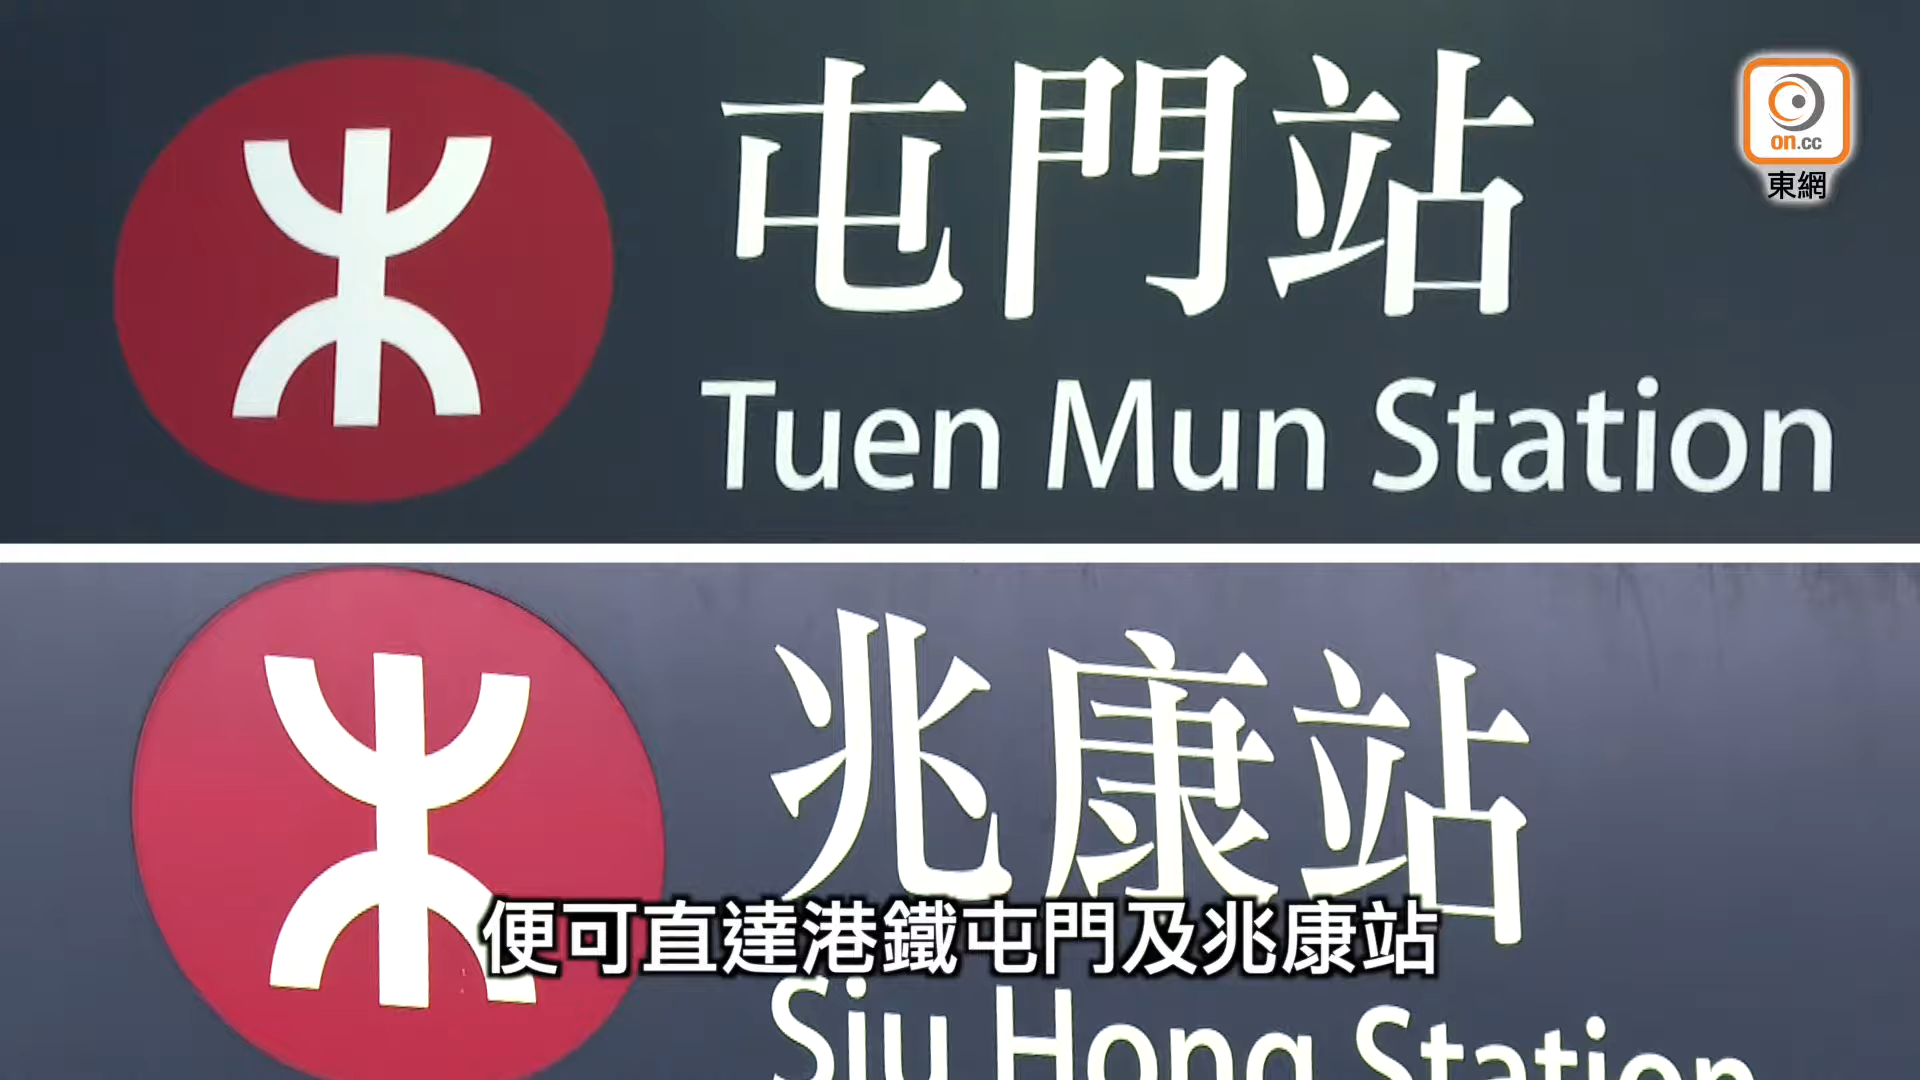 屯門站
Tuen Mun Station
on.cc
東網
兆康站
便可直達港鐵屯門及兆康站
Siu Hong Station